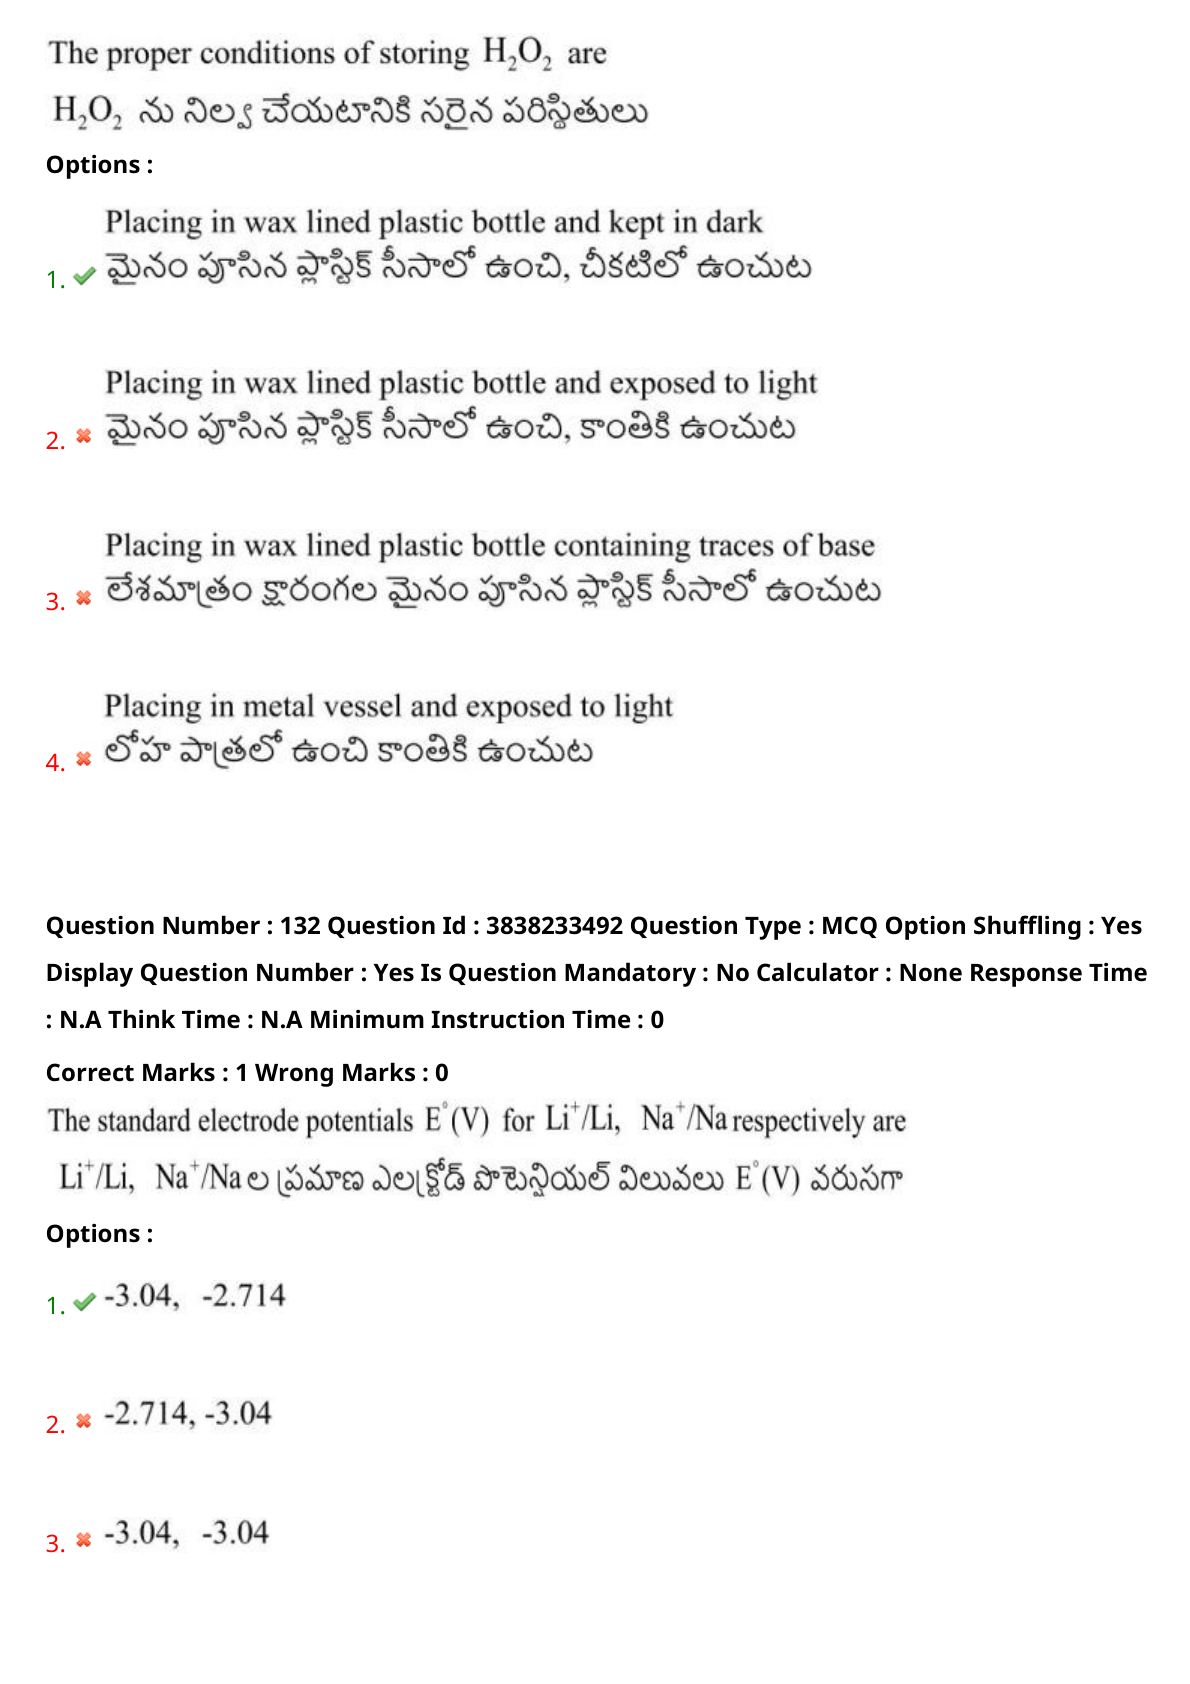 The proper conditions of storing H₂O₂ are
H₂O₂ ను నిల్వ చేయటానికి సరైన పరిస్థితులు
Options :
Placing in wax lined plastic bottle and kept in dark
1. మైనం పూసిన ప్లాస్టిక్ సీసాలో ఉంచి, చీకటిలో ఉంచుట
Placing in wax lined plastic bottle and exposed to light
2. మైనం పూసిన ప్లాస్టిక్ సీసాలో ఉంచి, కాంతికి ఉంచుట
Placing in wax lined plastic bottle containing traces of base
3. లేశమాత్రం క్షారంగల మైనం పూసిన ప్లాస్టిక్ సీసాలో ఉంచుట
Placing in metal vessel and exposed to light
4. లోహ పాత్రలో ఉంచి కాంతికి ఉంచుట
Question Number : 132 Question Id : 3838233492 Question Type : MCQ Option Shuffling : Yes
Display Question Number : Yes Is Question Mandatory : No Calculator : None Response Time
: N.A Think Time : N.A Minimum Instruction Time : 0
Correct Marks : 1 Wrong Marks : 0
The standard electrode potentials E°(V) for Li⁺/Li, Na⁺/Na respectively are
Li⁺/Li, Na⁺/Na ల ప్రమాణ ఎలక్ట్రోడ్ పొటెన్షియల్ విలువలు E°(V) వరుసగా
Options :
1. -3.04, -2.714
2. -2.714, -3.04
3. -3.04, -3.04